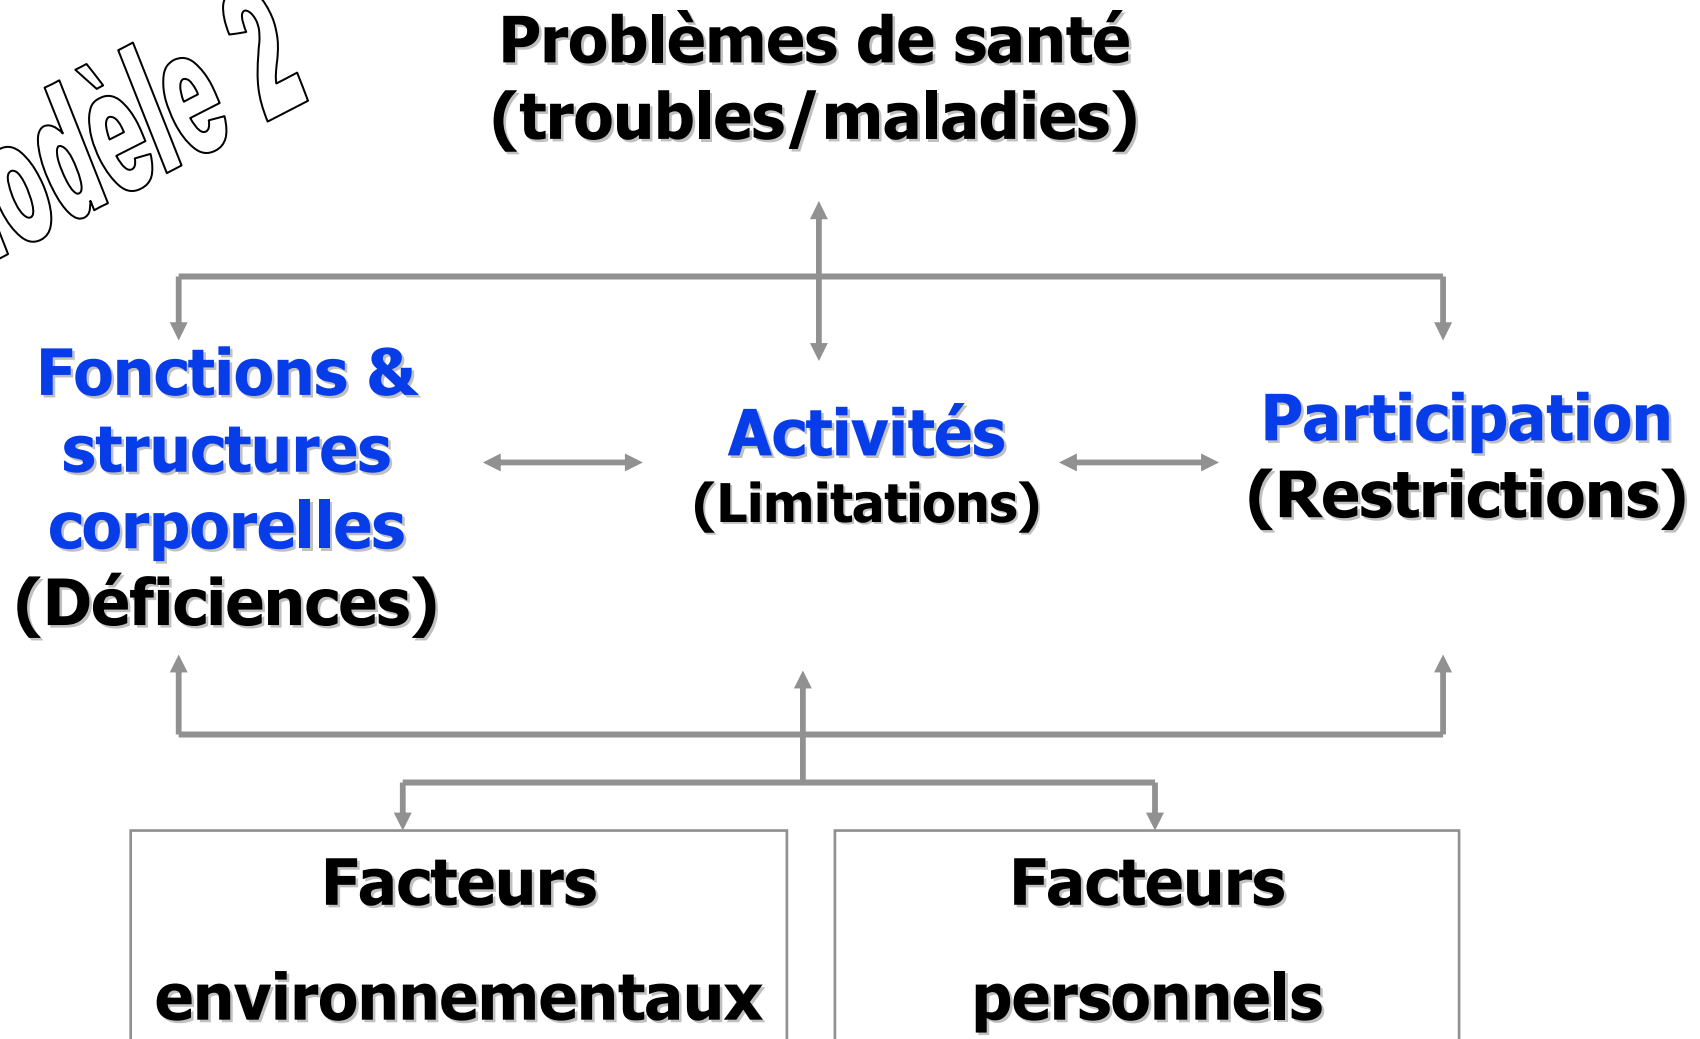 odèle 2
Problèmes de santé
(troubles/maladies)
Fonctions &
structures
corporelles
(Déficiences)
Activités
(Limitations)
Participation
(Restrictions)
Facteurs
environnementaux
Facteurs
personnels